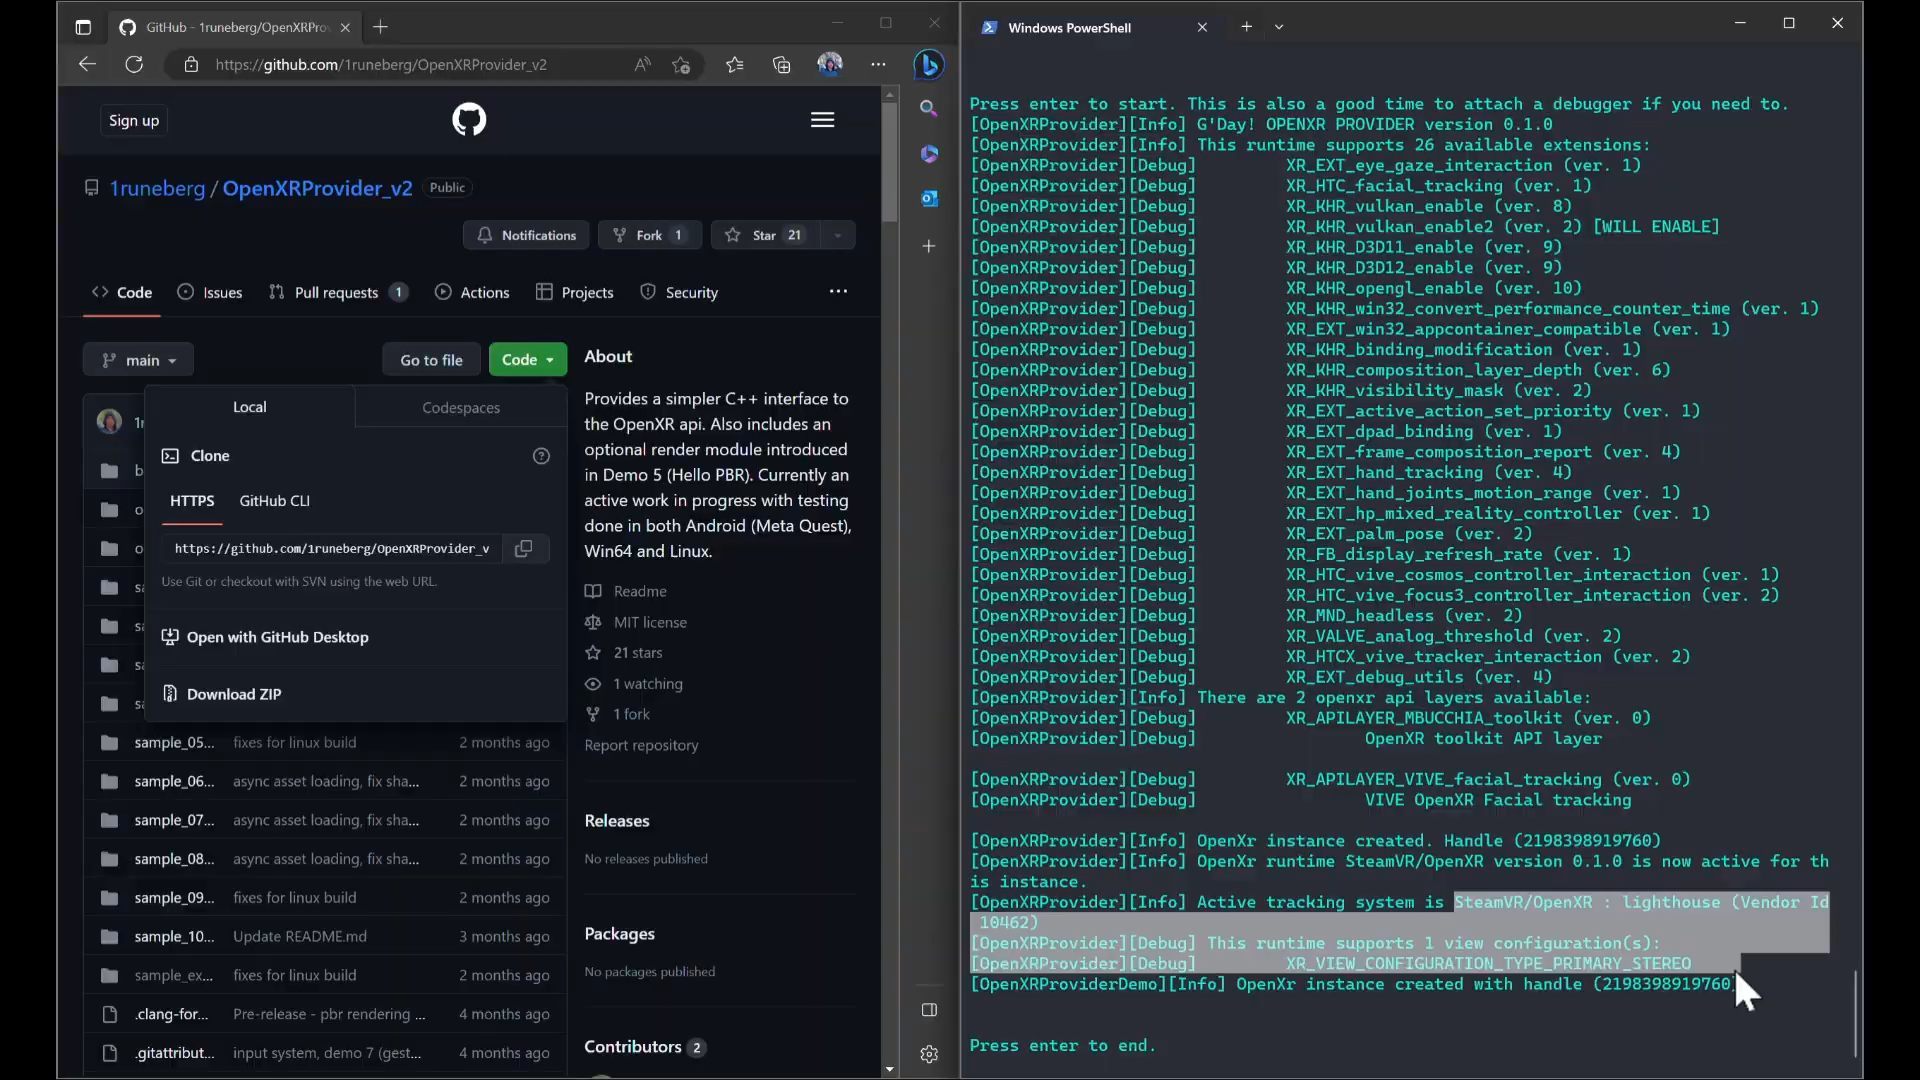 GitHub - 1runeberg/OpenXRPro
https://github.com/1runeberg/OpenXRProvider_v2
Sign up
1runeberg / OpenXRProvider_v2 Public
Notifications Fork 1 Star 21
Code Issues Pull requests 1 Actions Projects Security
main Go to file Code
Local Codespaces
Clone
HTTPS GitHub CLI
https://github.com/1runeberg/OpenXRProvider_v
Use Git or checkout with SVN using the web URL.
Open with GitHub Desktop
Download ZIP
sample_05... fixes for linux build 2 months ago
sample_06... async asset loading, fix sha... 2 months ago
sample_07... async asset loading, fix sha... 2 months ago
sample_08... async asset loading, fix sha... 2 months ago
sample_09... fixes for linux build 2 months ago
sample_10... Update README.md 3 months ago
sample_ex... fixes for linux build 2 months ago
.clang-for... Pre-release - pbr rendering ... 4 months ago
.gitattribut... input system, demo 7 (gest... 4 months ago
About
Provides a simpler C++ interface to
the OpenXR api. Also includes an
optional render module introduced
in Demo 5 (Hello PBR). Currently an
active work in progress with testing
done in both Android (Meta Quest),
Win64 and Linux.
Readme
MIT license
21 stars
1 watching
1 fork
Report repository
Releases
No releases published
Packages
No packages published
Contributors 2
Windows PowerShell
Press enter to start. This is also a good time to attach a debugger if you need to.
[OpenXRProvider][Info] G'Day! OPENXR PROVIDER version 0.1.0
[OpenXRProvider][Info] This runtime supports 26 available extensions:
[OpenXRProvider][Debug] XR_EXT_eye_gaze_interaction (ver. 1)
[OpenXRProvider][Debug] XR_HTC_facial_tracking (ver. 1)
[OpenXRProvider][Debug] XR_KHR_vulkan_enable (ver. 8)
[OpenXRProvider][Debug] XR_KHR_vulkan_enable2 (ver. 2) [WILL ENABLE]
[OpenXRProvider][Debug] XR_KHR_D3D11_enable (ver. 9)
[OpenXRProvider][Debug] XR_KHR_D3D12_enable (ver. 9)
[OpenXRProvider][Debug] XR_KHR_opengl_enable (ver. 10)
[OpenXRProvider][Debug] XR_KHR_win32_convert_performance_counter_time (ver. 1)
[OpenXRProvider][Debug] XR_EXT_win32_appcontainer_compatible (ver. 1)
[OpenXRProvider][Debug] XR_KHR_binding_modification (ver. 1)
[OpenXRProvider][Debug] XR_KHR_composition_layer_depth (ver. 6)
[OpenXRProvider][Debug] XR_KHR_visibility_mask (ver. 2)
[OpenXRProvider][Debug] XR_EXT_active_action_set_priority (ver. 1)
[OpenXRProvider][Debug] XR_EXT_dpad_binding (ver. 1)
[OpenXRProvider][Debug] XR_EXT_frame_composition_report (ver. 4)
[OpenXRProvider][Debug] XR_EXT_hand_tracking (ver. 4)
[OpenXRProvider][Debug] XR_EXT_hand_joints_motion_range (ver. 1)
[OpenXRProvider][Debug] XR_EXT_hp_mixed_reality_controller (ver. 1)
[OpenXRProvider][Debug] XR_EXT_palm_pose (ver. 2)
[OpenXRProvider][Debug] XR_FB_display_refresh_rate (ver. 1)
[OpenXRProvider][Debug] XR_HTC_vive_cosmos_controller_interaction (ver. 1)
[OpenXRProvider][Debug] XR_HTC_vive_focus3_controller_interaction (ver. 2)
[OpenXRProvider][Debug] XR_MND_headless (ver. 2)
[OpenXRProvider][Debug] XR_VALVE_analog_threshold (ver. 2)
[OpenXRProvider][Debug] XR_HTCX_vive_tracker_interaction (ver. 2)
[OpenXRProvider][Debug] XR_EXT_debug_utils (ver. 4)
[OpenXRProvider][Info] There are 2 openxr api layers available:
[OpenXRProvider][Debug] XR_APILAYER_MBUCCHIA_toolkit (ver. 0)
[OpenXRProvider][Debug] OpenXR toolkit API layer
[OpenXRProvider][Debug] XR_APILAYER_VIVE_facial_tracking (ver. 0)
[OpenXRProvider][Debug] VIVE OpenXR Facial tracking
[OpenXRProvider][Info] OpenXr instance created. Handle (2198398919760)
[OpenXRProvider][Info] OpenXr runtime SteamVR/OpenXR version 0.1.0 is now active for th
is instance.
[OpenXRProvider][Info] Active tracking system is SteamVR/OpenXR : lighthouse (Vendor Id
10462)
[OpenXRProvider][Debug] This runtime supports 1 view configuration(s):
[OpenXRProvider][Debug] XR_VIEW_CONFIGURATION_TYPE_PRIMARY_STEREO
[OpenXRProviderDemo][Info] OpenXr instance created with handle (2198398919760)
Press enter to end.